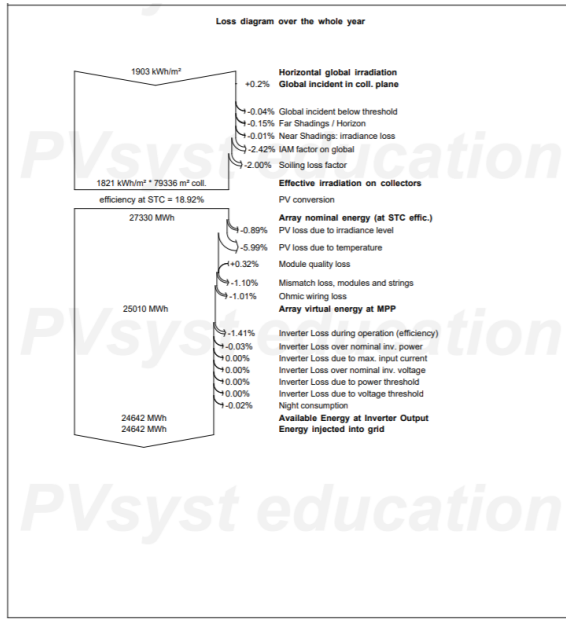 Loss diagram over the whole year
1903 kWh/m² Horizontal global irradiation
+0.2% Global incident in coll. plane
-0.04% Global incident below threshold
-0.15% Far Shadings / Horizon
-0.01% Near Shadings: irradiance loss
-2.42% IAM factor on global
PVsyst education
-2.00% Soiling loss factor
1821 kWh/m² * 79336 m² coll. Effective irradiation on collectors
efficiency at STC = 18.92% PV conversion
27330 MWh Array nominal energy (at STC effic.)
-0.89% PV loss due to irradiance level
-5.99% PV loss due to temperature
+0.32% Module quality loss
-1.10% Mismatch loss, modules and strings
-1.01% Ohmic wiring loss
25010 MWh Array virtual energy at MPP
PVsyst education
-1.41% Inverter Loss during operation (efficiency)
-0.03% Inverter Loss over nominal inv. power
0.00% Inverter Loss due to max. input current
0.00% Inverter Loss over nominal inv. voltage
0.00% Inverter Loss due to power threshold
0.00% Inverter Loss due to voltage threshold
-0.02% Night consumption
24642 MWh Available Energy at Inverter Output
24642 MWh Energy injected into grid
PVsyst education